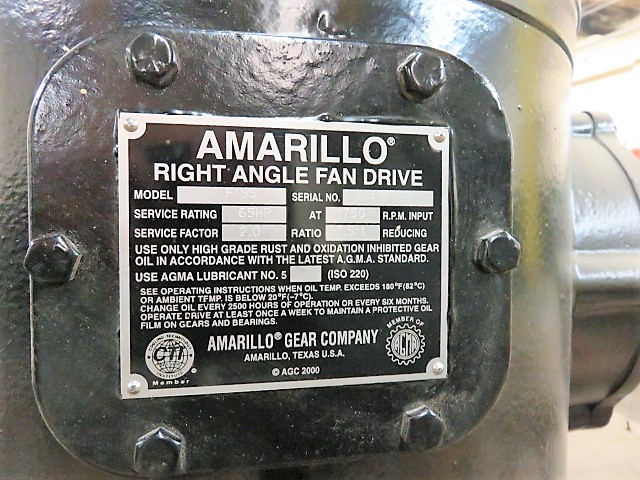 AMARILLO®
RIGHT ANGLE FAN DRIVE
MODEL SERIAL NO.
SERVICE RATING 65HP AT 1750 R.P.M. INPUT
SERVICE FACTOR 2.0 RATIO REDUCING
USE ONLY HIGH GRADE RUST AND OXIDATION INHIBITED GEAR
OIL IN ACCORDANCE WITH THE LATEST A.G.M.A. STANDARD.
USE AGMA LUBRICANT NO. 5 (ISO 220)
SEE OPERATING INSTRUCTIONS WHEN OIL TEMP. EXCEEDS 180°F(82°C)
OR AMBIENT TEMP. IS BELOW 20°F(-7°C).
CHANGE OIL EVERY 2500 HOURS OF OPERATION OR EVERY SIX MONTHS.
OPERATE DRIVE AT LEAST ONCE A WEEK TO MAINTAIN A PROTECTIVE OIL
FILM ON GEARS AND BEARINGS.
AMARILLO® GEAR COMPANY
AMARILLO, TEXAS U.S.A.
© AGC 2000
CTI
Member
MEMBER OF
AGMA